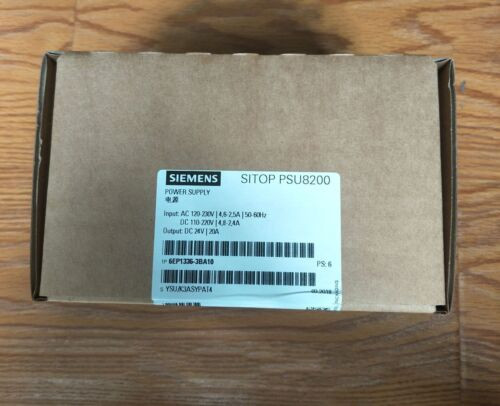 SIEMENS SITOP PSU8200
POWER SUPPLY
电源
Input: AC 120-230V | 4,6-2,5A | 50-60Hz
DC 110-220V | 4,8-2,4A
Output: DC 24V | 20A
1P 6EP1336-3BA10 PS: 6
S